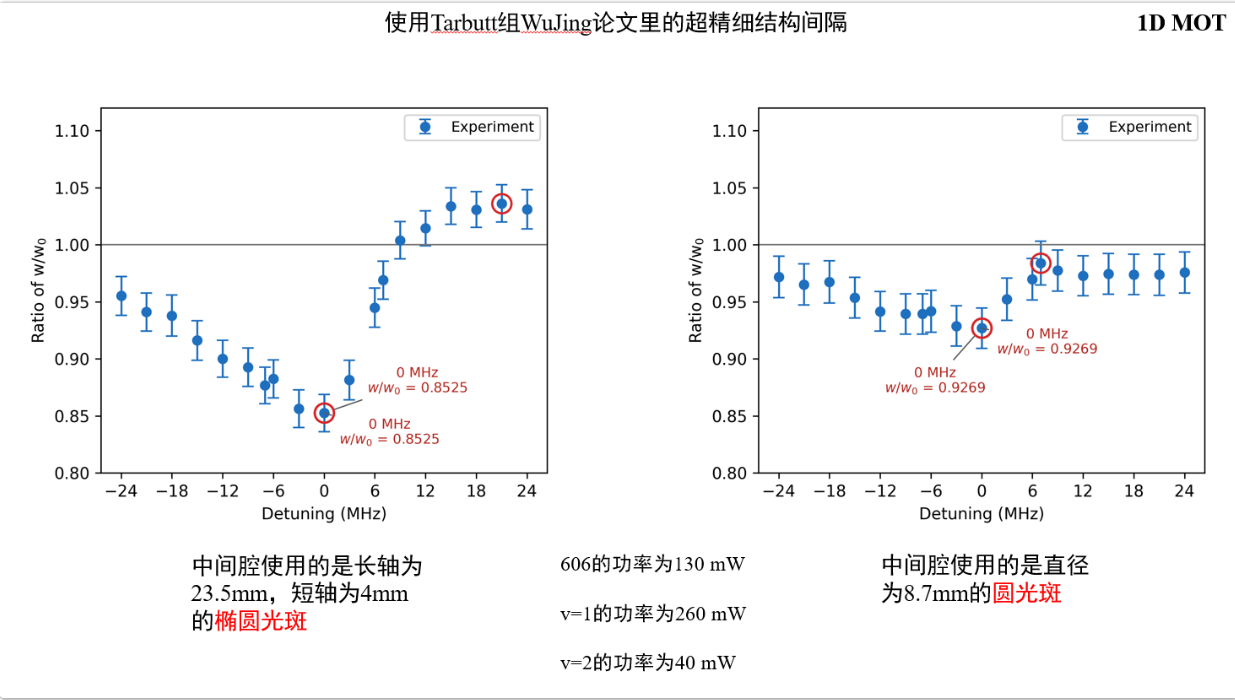 使用Tarbutt组WuJing论文里的超精细结构间隔
1D MOT
1.10
1.05
1.00
0.95
0.90
0.85
0.80
Ratio of w/w₀
Experiment
0 MHz
w/w₀ = 0.8525
0 MHz
w/w₀ = 0.8525
−24 −18 −12 −6 0 6 12 18 24
Detuning (MHz)
1.10
1.05
1.00
0.95
0.90
0.85
0.80
Ratio of w/w₀
Experiment
0 MHz
w/w₀ = 0.9269
0 MHz
w/w₀ = 0.9269
−24 −18 −12 −6 0 6 12 18 24
Detuning (MHz)
中间腔使用的是长轴为
23.5mm，短轴为4mm
的椭圆光斑
606的功率为130 mW
v=1的功率为260 mW
v=2的功率为40 mW
中间腔使用的是直径
为8.7mm的圆光斑